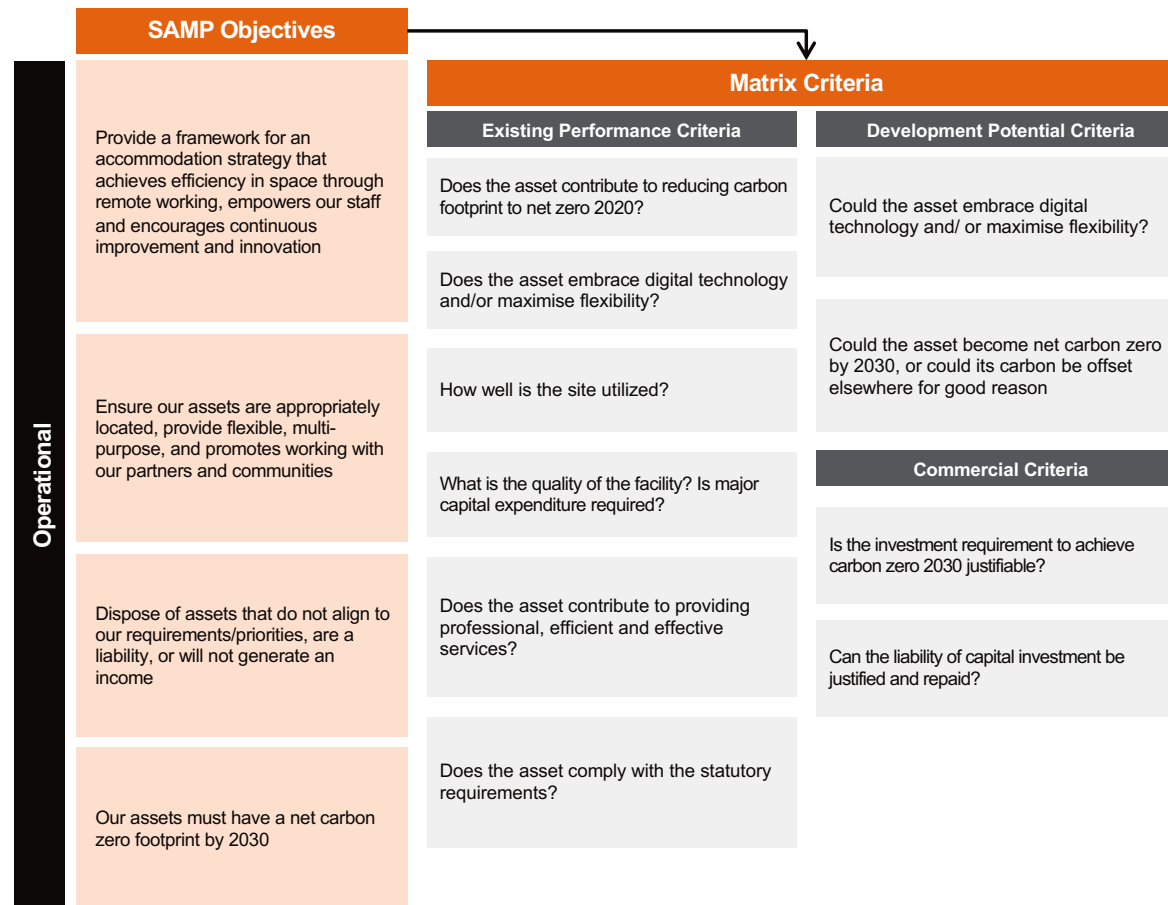 SAMP Objectives
Operational
Provide a framework for an
accommodation strategy that
achieves efficiency in space through
remote working, empowers our staff
and encourages continuous
improvement and innovation
Ensure our assets are appropriately
located, provide flexible, multi-
purpose, and promotes working with
our partners and communities
Dispose of assets that do not align to
our requirements/priorities, are a
liability, or will not generate an
income
Our assets must have a net carbon
zero footprint by 2030
Matrix Criteria
Existing Performance Criteria
Does the asset contribute to reducing carbon
footprint to net zero 2020?
Does the asset embrace digital technology
and/or maximise flexibility?
How well is the site utilized?
What is the quality of the facility? Is major
capital expenditure required?
Does the asset contribute to providing
professional, efficient and effective
services?
Does the asset comply with the statutory
requirements?
Development Potential Criteria
Could the asset embrace digital
technology and/ or maximise flexibility?
Could the asset become net carbon zero
by 2030, or could its carbon be offset
elsewhere for good reason
Commercial Criteria
Is the investment requirement to achieve
carbon zero 2030 justifiable?
Can the liability of capital investment be
justified and repaid?